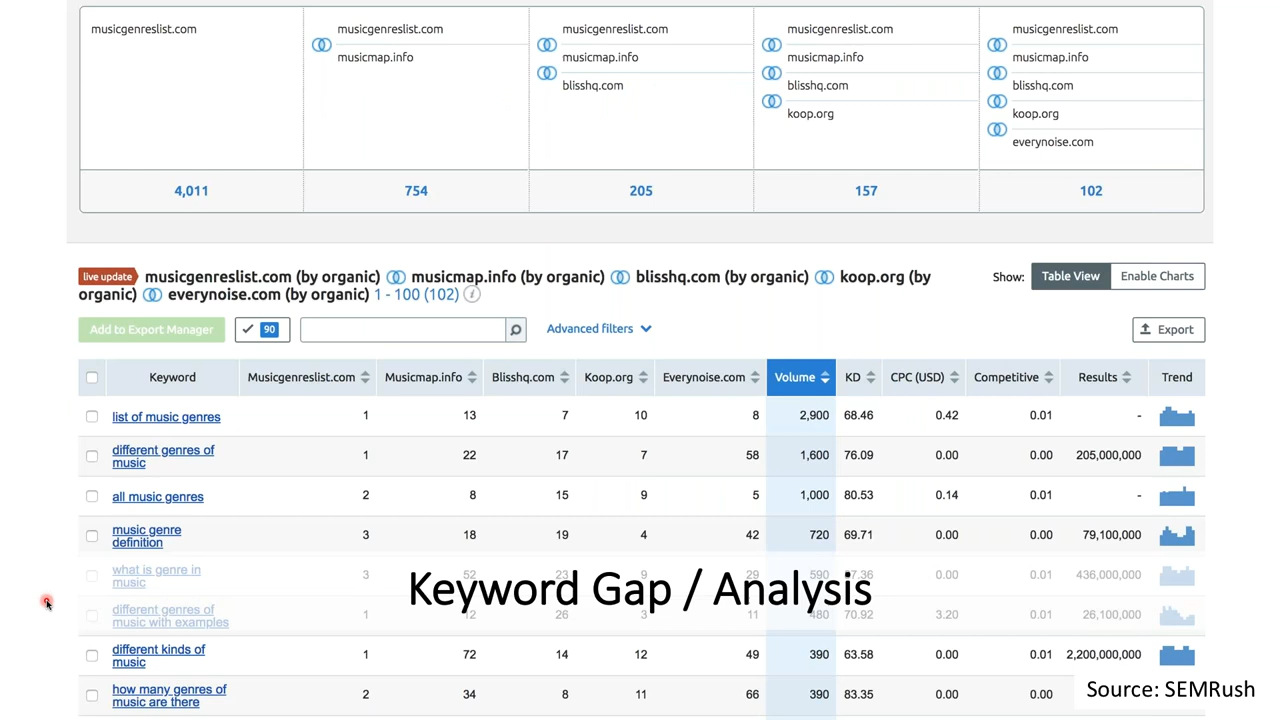 musicgenreslist.com
musicgenreslist.com
musicmap.info
musicgenreslist.com
musicmap.info
blisshq.com
musicgenreslist.com
musicmap.info
blisshq.com
koop.org
musicgenreslist.com
musicmap.info
blisshq.com
koop.org
everynoise.com
4,011 754 205 157 102
live update musicgenreslist.com (by organic) musicmap.info (by organic) blisshq.com (by organic) koop.org (by
organic) everynoise.com (by organic) 1 - 100 (102) i
Show: Table View Enable Charts
Add to Export Manager 90 Advanced filters Export
Keyword Musicgenreslist.com Musicmap.info Blisshq.com Koop.org Everynoise.com Volume KD CPC (USD) Competitive Results Trend
list of music genres 1 13 7 10 8 2,900 68.46 0.42 0.01 -
different genres of
music 1 22 17 7 58 1,600 76.09 0.00 0.00 205,000,000
all music genres 2 8 15 9 5 1,000 80.53 0.14 0.01 -
music genre
definition 3 18 19 4 42 720 69.71 0.00 0.00 79,100,000
what is genre in
music 3 52 23 9 29 590 0.00 0.01 436,000,000
Keyword Gap / Analysis
different genres of
music with examples 1 12 26 3 11 480 70.92 3.20 0.01 26,100,000
different kinds of
music 1 72 14 12 49 390 63.58 0.00 0.01 2,200,000,000
how many genres of
music are there 2 34 8 11 66 390 83.35 0.00 0.00
Source: SEMRush